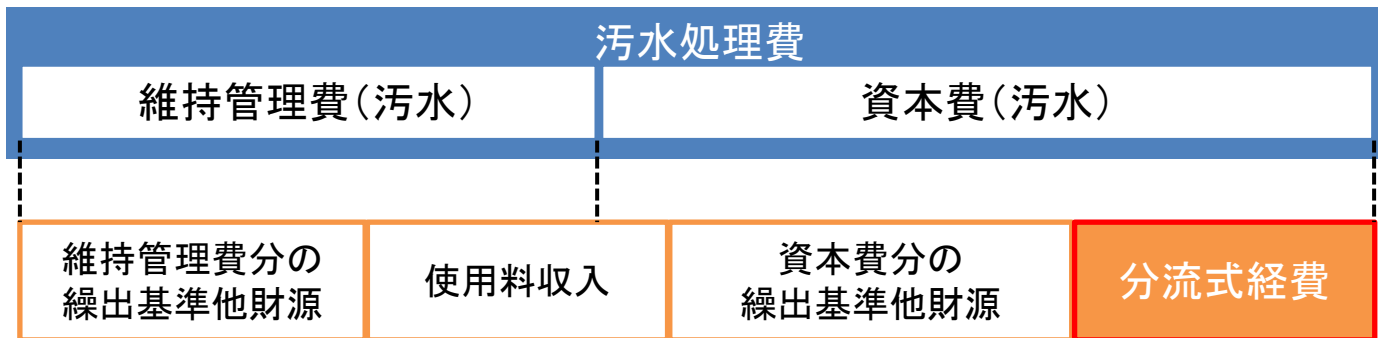 汚水処理費
維持管理費(汚水)
資本費(汚水)
維持管理費分の
繰出基準他財源
使用料収入
資本費分の
繰出基準他財源
分流式経費